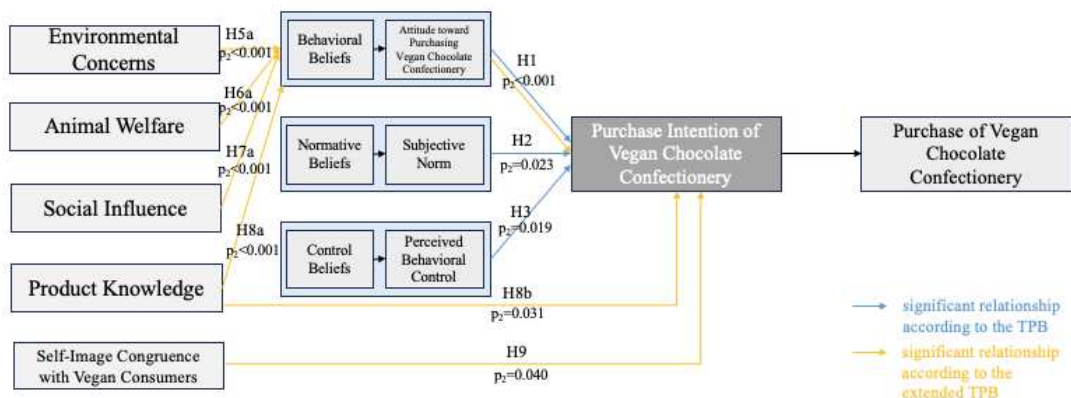 Environmental
Concerns
Animal Welfare
Social Influence
Product Knowledge
Self-Image Congruence
with Vegan Consumers
H5a
p₂<0.001
H6a
p₂<0.001
H7a
p₂<0.001
H8a
p₂<0.001
Behavioral
Beliefs
Attitude toward
Purchasing
Vegan Chocolate
Confectionery
Normative
Beliefs
Subjective
Norm
Control
Beliefs
Perceived
Behavioral
Control
H1
p₂<0.001
H2
p₂=0.023
H3
p₂=0.019
H8b
p₂=0.031
H9
p₂=0.040
Purchase Intention of
Vegan Chocolate
Confectionery
Purchase of Vegan
Chocolate
Confectionery
significant relationship
according to the TPB
significant relationship
according to the
extended TPB